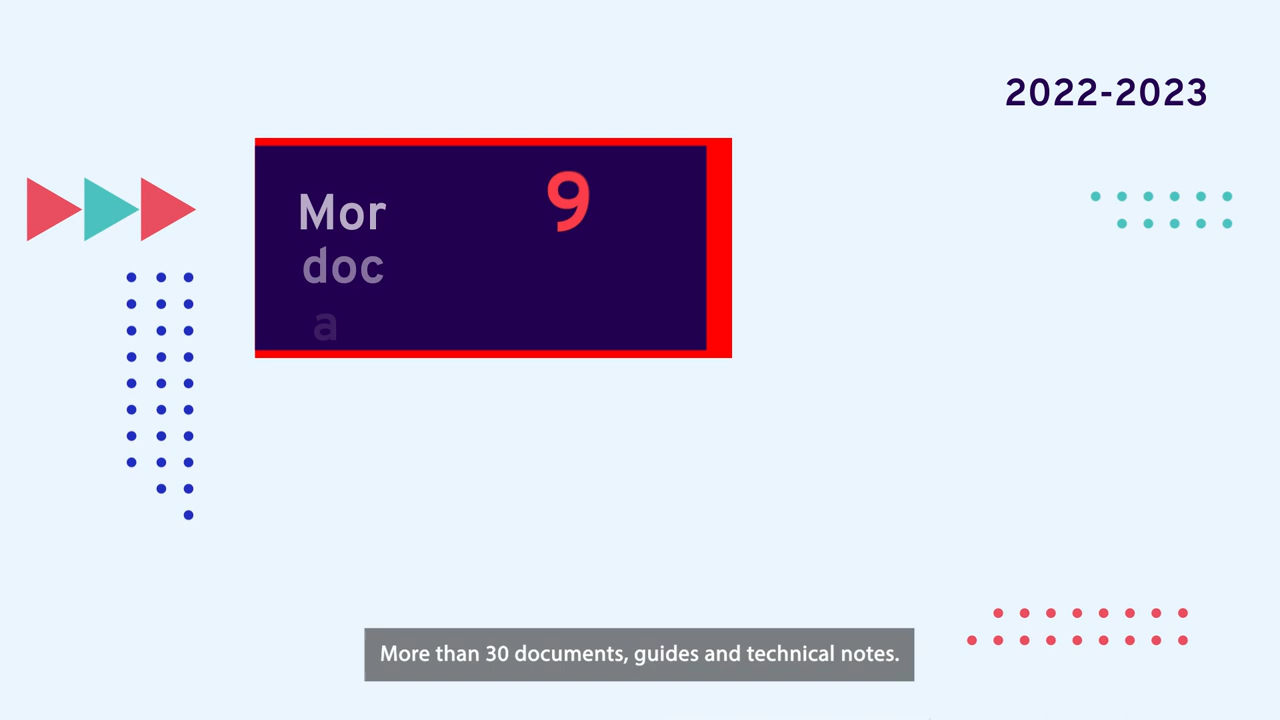 2022-2023
Mor 9
doc
a
More than 30 documents, guides and technical notes.